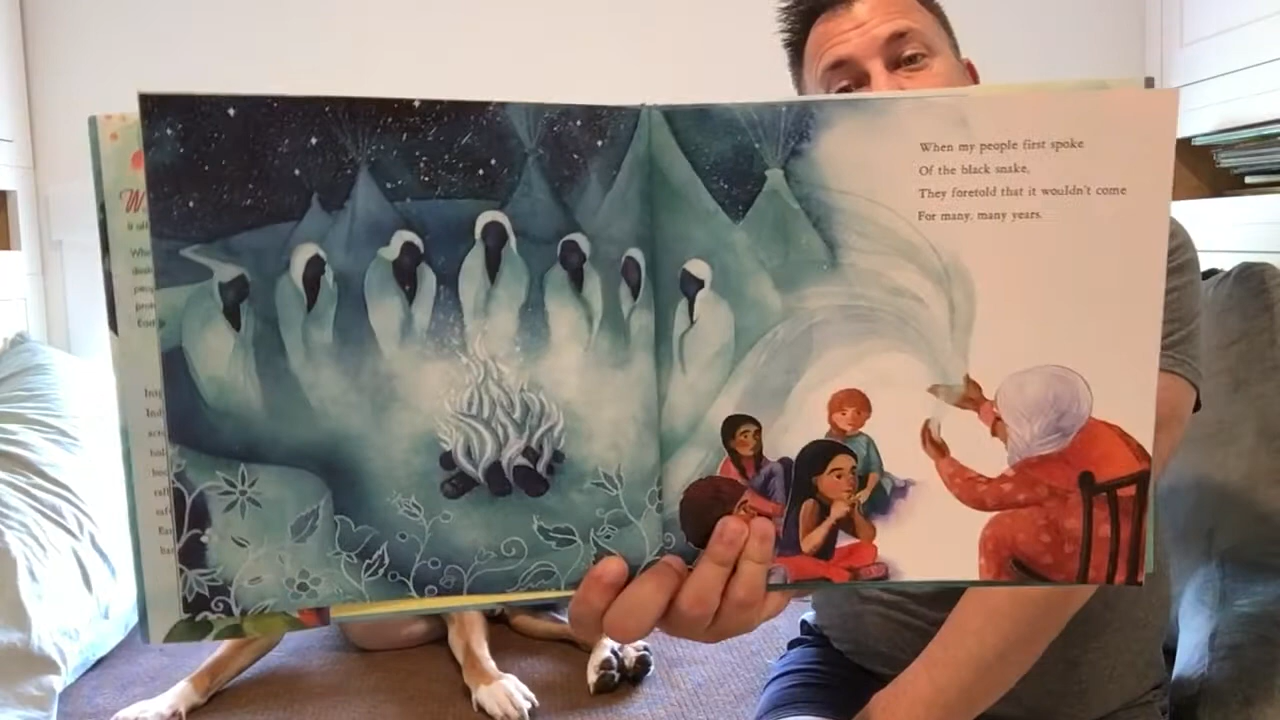 When my people first spoke
Of the black snake,
They foretold that it wouldn't come
For many, many years.